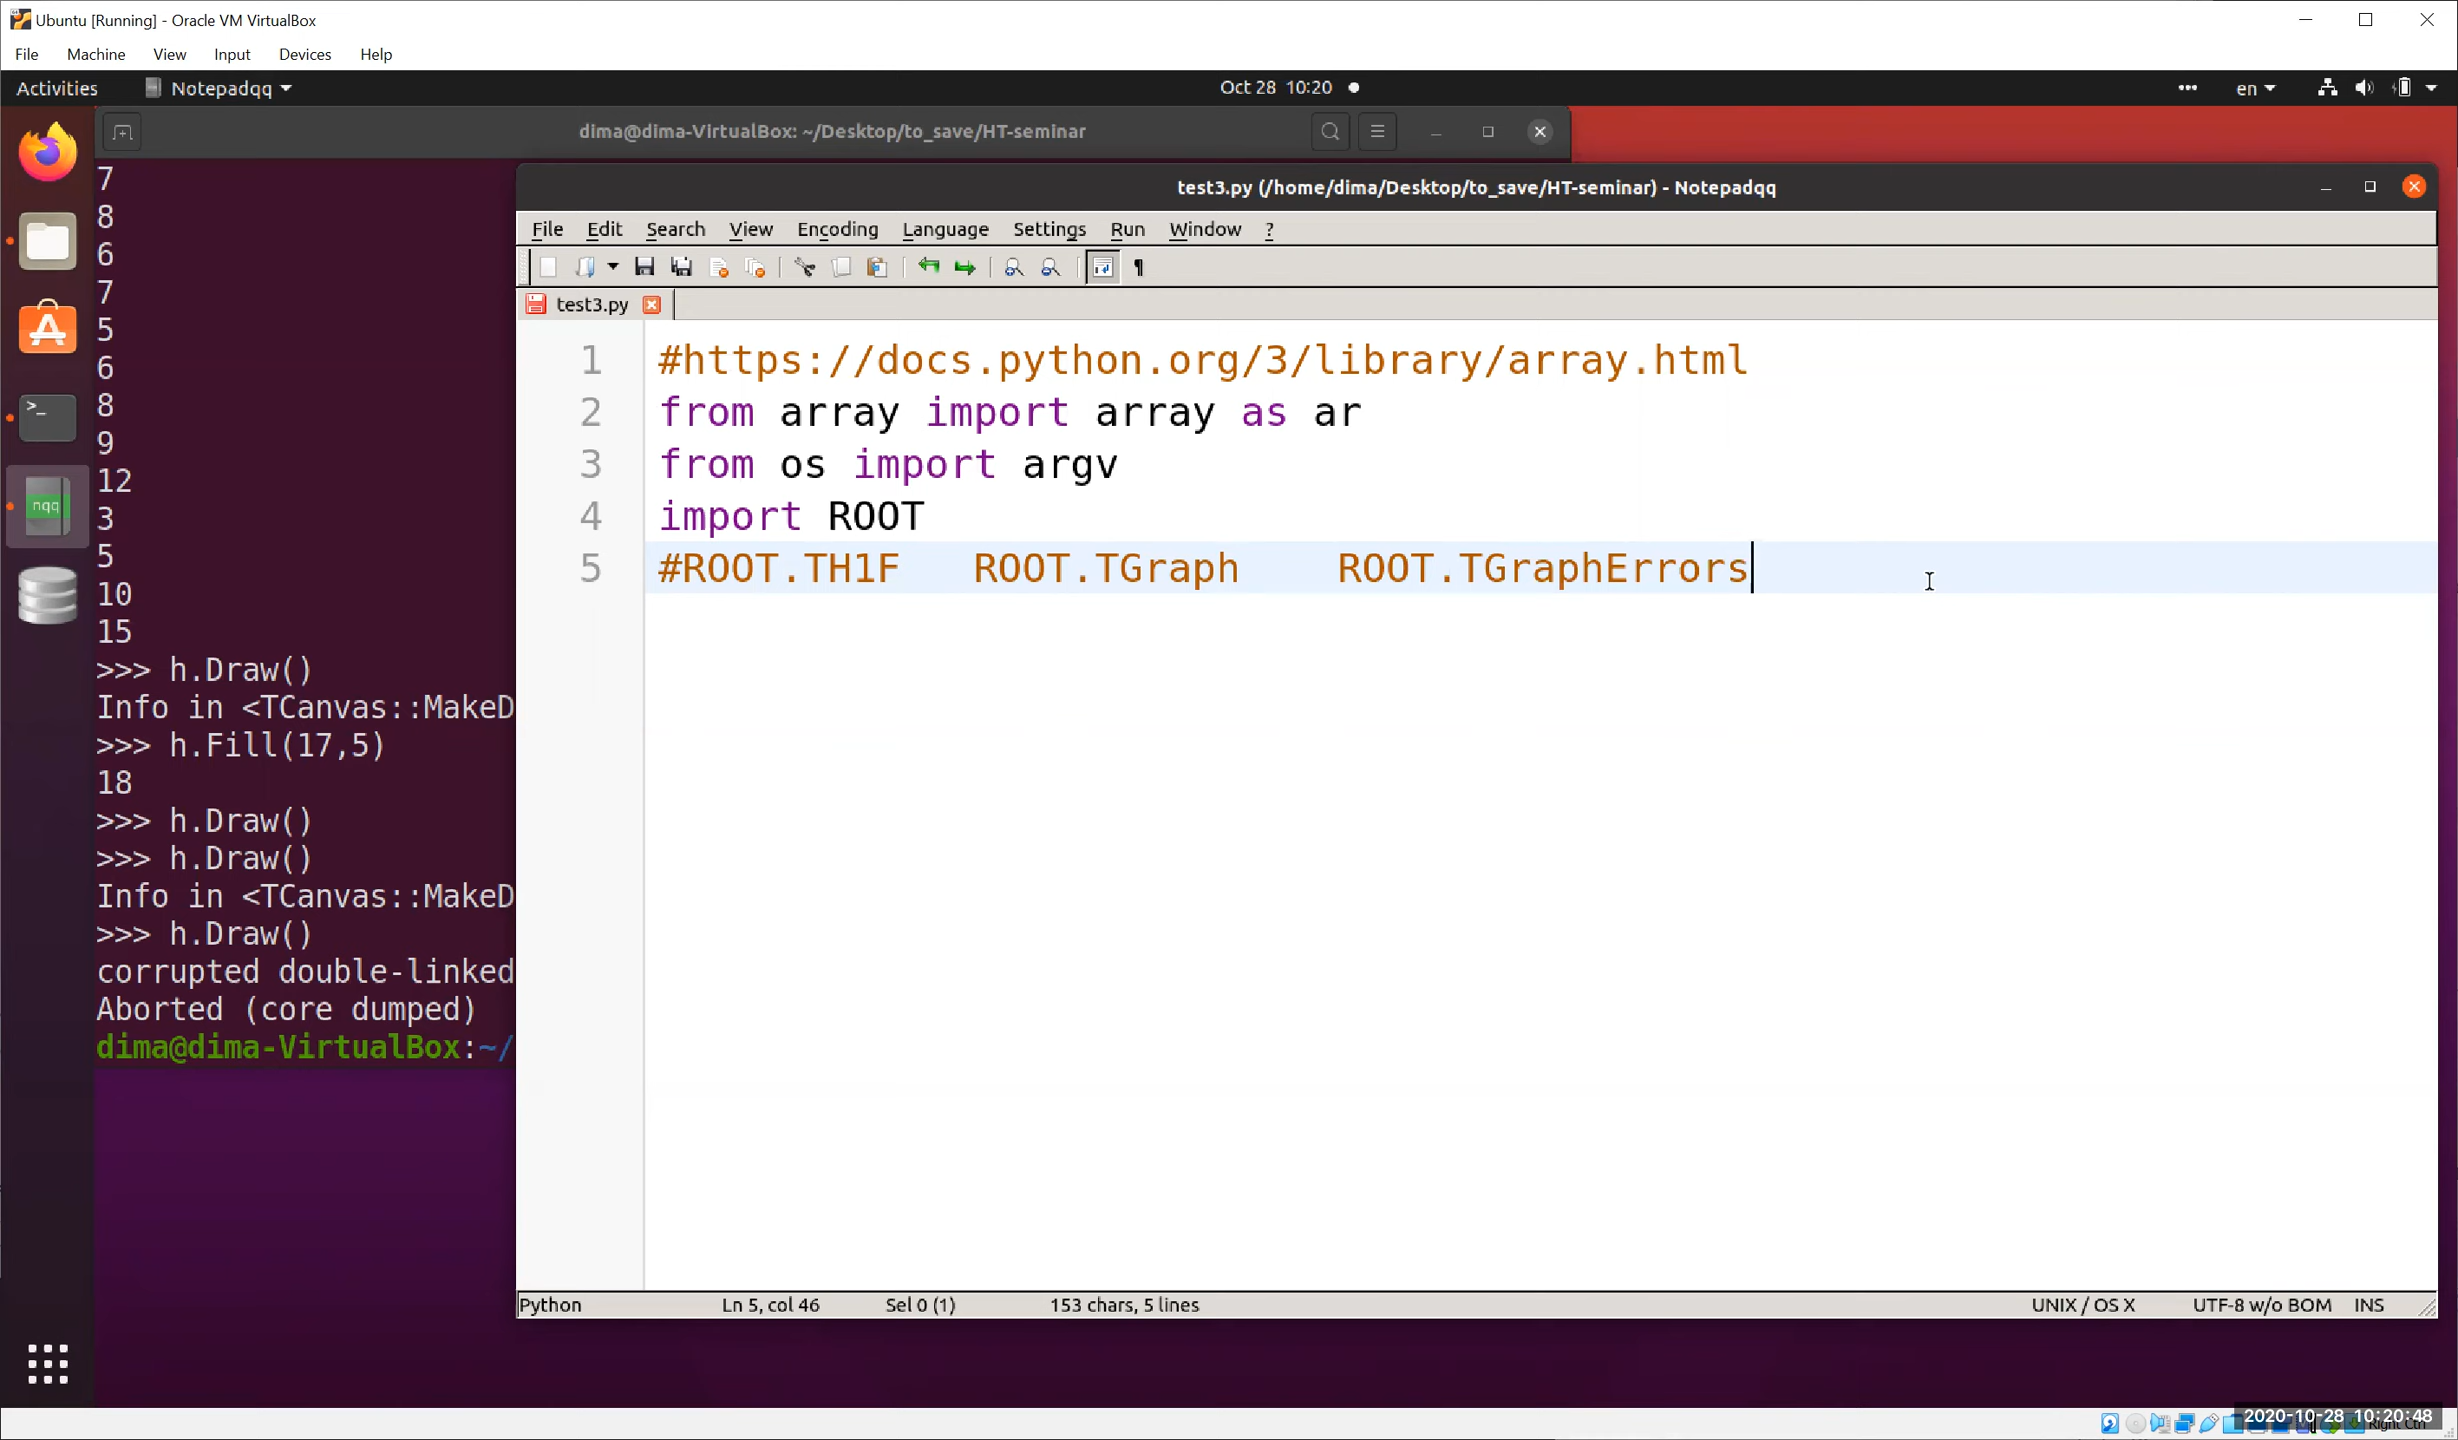 Ubuntu [Running] - Oracle VM VirtualBox
File Machine View Input Devices Help
Activities Notepadqq Oct 28 10:20 en
dima@dima-VirtualBox: ~/Desktop/to_save/HT-seminar
7
8
6
7
5
6
8
9
12
3
5
10
15
>>> h.Draw()
Info in <TCanvas::MakeD
>>> h.Fill(17,5)
18
>>> h.Draw()
>>> h.Draw()
Info in <TCanvas::MakeD
>>> h.Draw()
corrupted double-linked
Aborted (core dumped)
dima@dima-VirtualBox:~/
nqq
test3.py (/home/dima/Desktop/to_save/HT-seminar) - Notepadqq
File Edit Search View Encoding Language Settings Run Window ?
test3.py
1 #https://docs.python.org/3/library/array.html
2 from array import array as ar
3 from os import argv
4 import ROOT
5 #ROOT.TH1F   ROOT.TGraph    ROOT.TGraphErrors
Python Ln 5, col 46 Sel 0 (1) 153 chars, 5 lines UNIX / OS X UTF-8 w/o BOM INS
2020-10-28 10:20:48
Right Ctrl